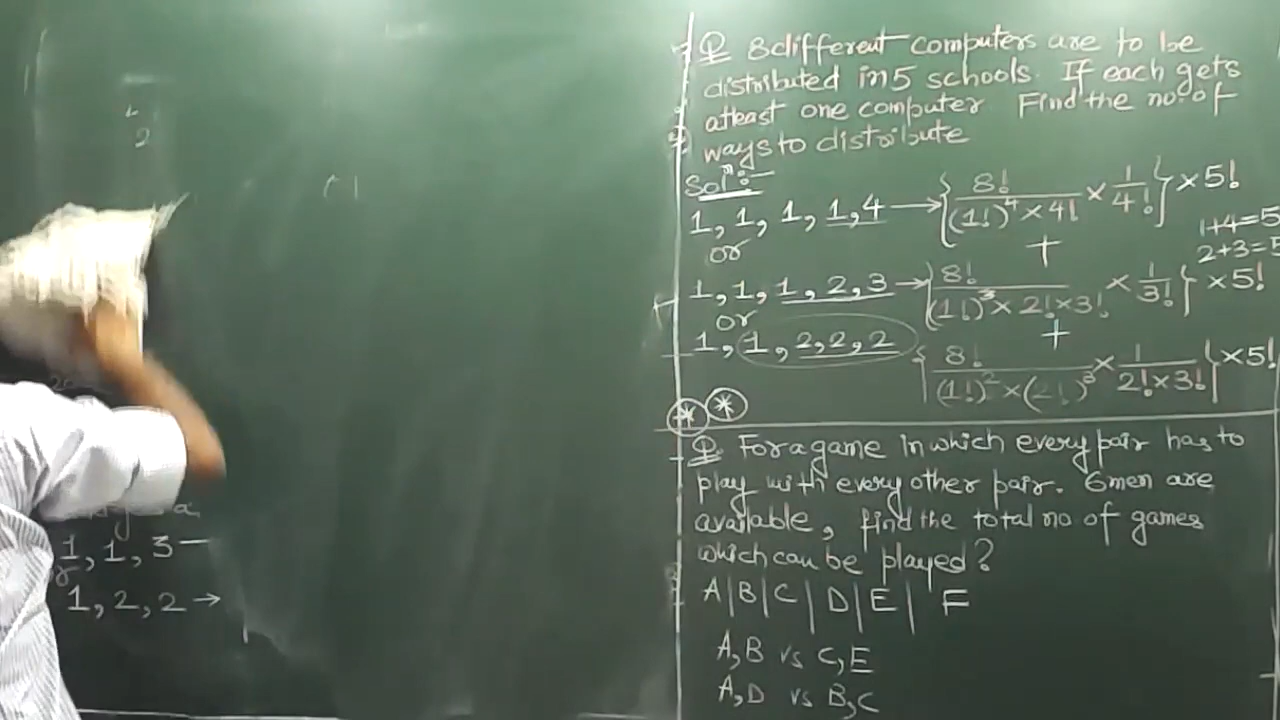 2
1, 1, 3 —
or
1, 2, 2 →
Q 8 different computers are to be
distributed in 5 schools. If each gets
atleast one computer Find the no. of
ways to distribute
Solⁿ:-
1, 1, 1, 1, 4 → { 8! / (1!)⁴ × 4! × 1/4! } × 5!
or
+
1+4=5
2+3=5
1, 1, 1, 2, 3 → { 8! / (1!)³ × 2! × 3! × 1/3! } × 5!
or
+
1, 1, 2, 2, 2 { 8! / (1!)² × (2!)³ × 1/2! × 3! } × 5!
* *
Q. For a game in which every pair has to
play with every other pair. 6 men are
available, find the total no of games
which can be played?
A | B | C | D | E | F
A, B vs C, E
A, D vs B, C